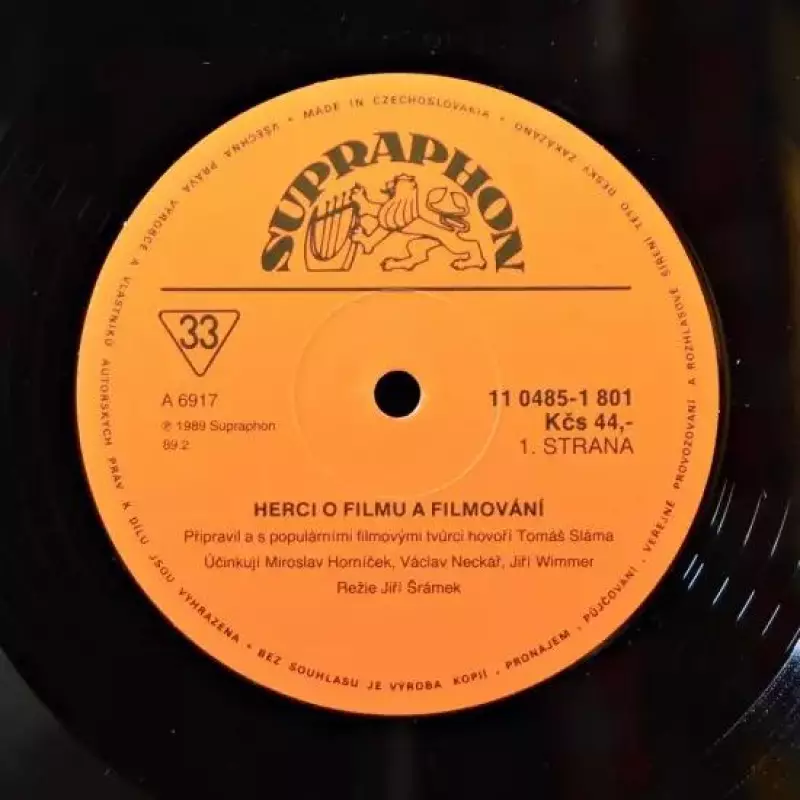 SUPRAPHON
33
A 6917
℗ 1989 Supraphon
89.2
11 0485-1 801
Kčs 44,-
1. STRANA
HERCI O FILMU A FILMOVÁNÍ
Připravil a s populárními filmovými tvůrci hovoří Tomáš Sláma
Účinkují Miroslav Horníček, Václav Neckář, Jiří Wimmer
Režie Jiří Šrámek
MADE IN CZECHOSLOVAKIA • VŠECHNA PRÁVA VÝROBCE A VLASTNÍKŮ AUTORSKÝCH PRÁV K DÍLU JSOU VYHRAZENA • BEZ SOUHLASU JE VÝROBA KOPIÍ, PRONÁJEM, PŮJČOVÁNÍ, VEŘEJNÉ PROVOZOVÁNÍ A ROZHLASOVÉ ŠÍŘENÍ TÉTO DESKY ZAKÁZÁNO •